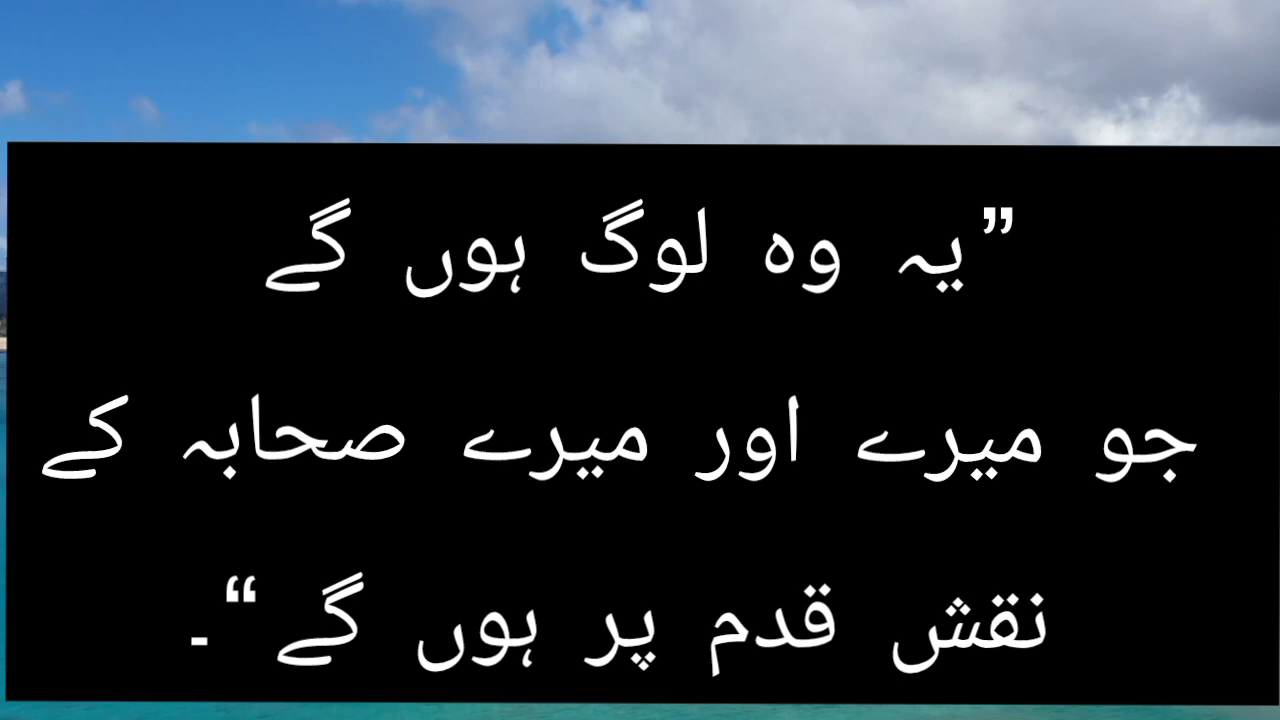 ”یہ وہ لوگ ہوں گے
جو میرے اور میرے صحابہ کے
نقش قدم پر ہوں گے“۔